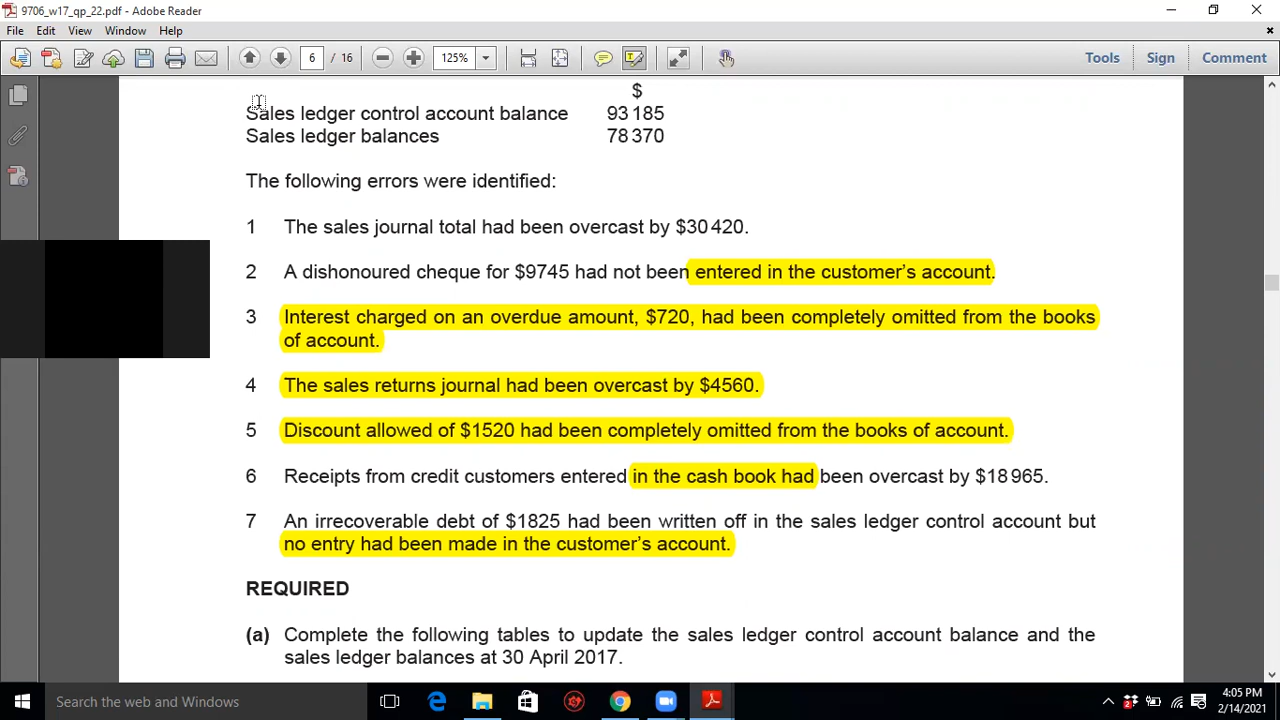 9706_w17_qp_22.pdf - Adobe Reader
File Edit View Window Help
6 / 16 125% Tools Sign Comment
$
Sales ledger control account balance 93 185
Sales ledger balances 78 370
The following errors were identified:
1 The sales journal total had been overcast by $30 420.
2 A dishonoured cheque for $9745 had not been entered in the customer's account.
3 Interest charged on an overdue amount, $720, had been completely omitted from the books
of account.
4 The sales returns journal had been overcast by $4560.
5 Discount allowed of $1520 had been completely omitted from the books of account.
6 Receipts from credit customers entered in the cash book had been overcast by $18 965.
7 An irrecoverable debt of $1825 had been written off in the sales ledger control account but
no entry had been made in the customer's account.
REQUIRED
(a) Complete the following tables to update the sales ledger control account balance and the
sales ledger balances at 30 April 2017.
Search the web and Windows
4:05 PM
2/14/2021